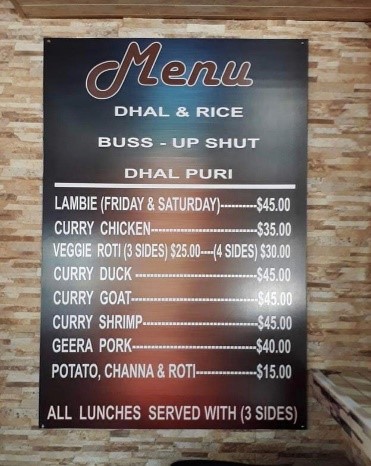 Menu
DHAL & RICE
BUSS - UP SHUT
DHAL PURI
LAMBIE (FRIDAY & SATURDAY)---------$45.00
CURRY CHICKEN--------------------------$35.00
VEGGIE ROTI (3 SIDES) $25.00----(4 SIDES) $30.00
CURRY DUCK -----------------------------$45.00
CURRY GOAT------------------------------$45.00
CURRY SHRIMP---------------------------$45.00
GEERA PORK------------------------------$40.00
POTATO, CHANNA & ROTI---------------$15.00
ALL LUNCHES SERVED WITH (3 SIDES)